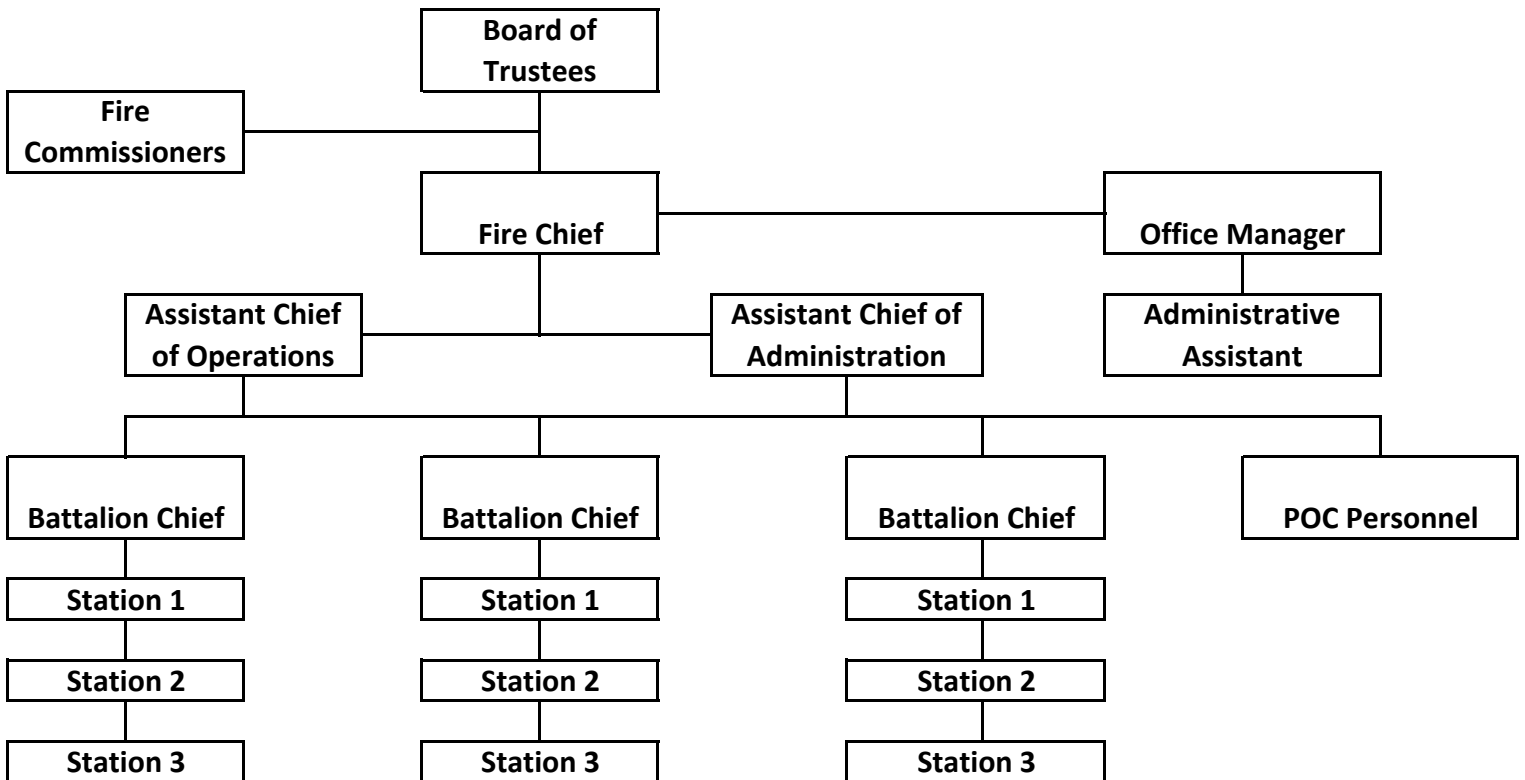 Board of
Trustees
Fire
Commissioners
Fire Chief
Office Manager
Assistant Chief
of Operations
Assistant Chief of
Administration
Administrative
Assistant
Battalion Chief
Battalion Chief
Battalion Chief
POC Personnel
Station 1
Station 1
Station 1
Station 2
Station 2
Station 2
Station 3
Station 3
Station 3